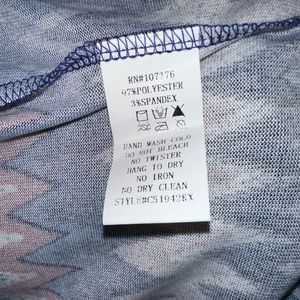 RN#107276
97%POLYESTER
3%SPANDEX
HAND WASH COLD
DO NOT BLEACH
NO TWISTER
HANG TO DRY
NO IRON
NO DRY CLEAN
STYLE#C51942KX